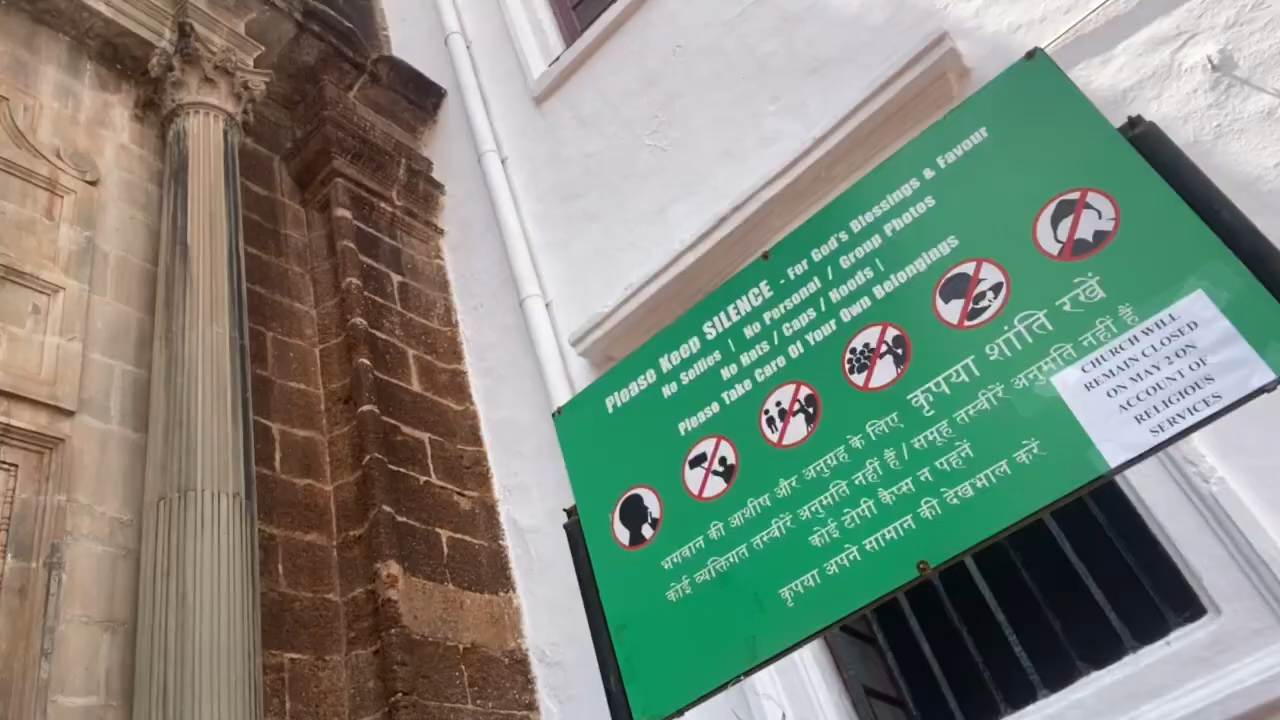 Please Keep SILENCE - For God's Blessings & Favour
No Selfies | No Personal / Group Photos
No Hats / Caps / Hoods |
Please Take Care Of Your Own Belongings
भगवान की आशीष और अनुग्रह के लिए कृपया शांति रखें
कोई व्यक्तिगत तस्वीरें अनुमति नहीं हैं / समूह तस्वीरें अनुमति नहीं हैं
कोई टोपी कैप्स न पहनें
कृपया अपने सामान की देखभाल करें
CHURCH WILL
REMAIN CLOSED
ON MAY 2 ON
ACCOUNT OF
RELIGIOUS
SERVICES